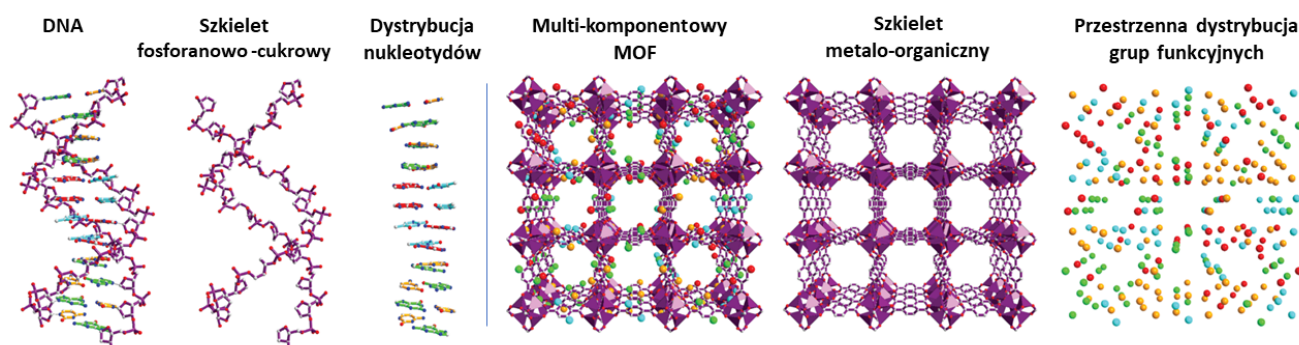 DNA
Szkielet
fosforanowo-cukrowy
Dystrybucja
nukleotydów
Multi-komponentowy
MOF
Szkielet
metalo-organiczny
Przestrzenna dystrybucja
grup funkcyjnych